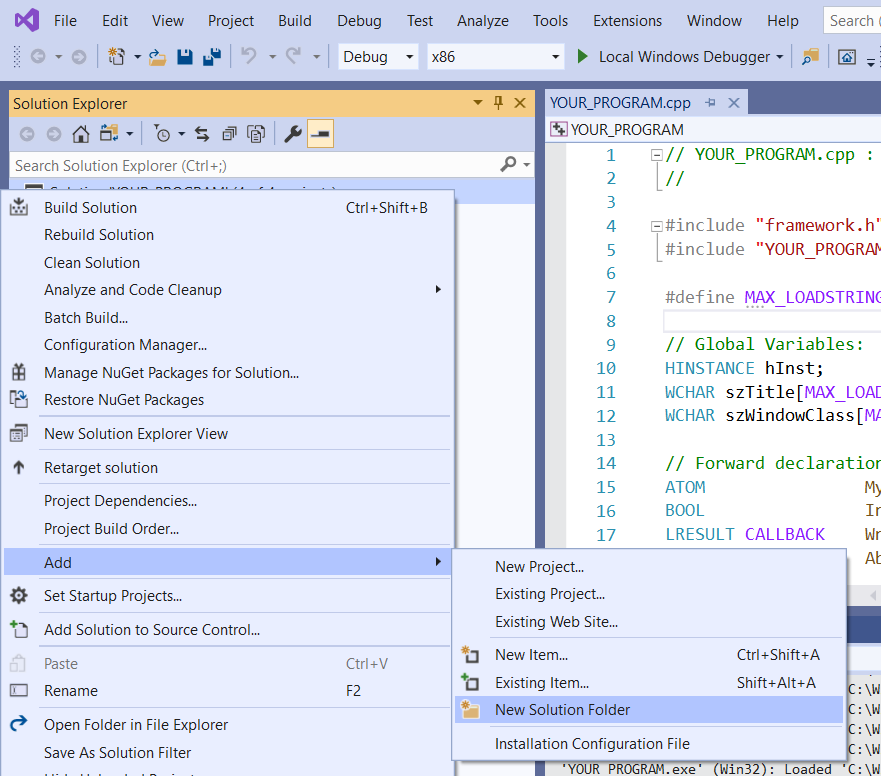 File Edit View Project Build Debug Test Analyze Tools Extensions Window Help Search (
Debug x86 Local Windows Debugger
Solution Explorer
Search Solution Explorer (Ctrl+;)
YOUR_PROGRAM.cpp
YOUR_PROGRAM
1 // YOUR_PROGRAM.cpp :
2 //
3
4 #include "framework.h"
5 #include "YOUR_PROGRAM
6
7 #define MAX_LOADSTRING
8
9 // Global Variables:
10 HINSTANCE hInst;
11 WCHAR szTitle[MAX_LOAD
12 WCHAR szWindowClass[MA
13
14 // Forward declaration
15 ATOM My
16 BOOL In
17 LRESULT CALLBACK Wn
Ab
Build Solution Ctrl+Shift+B
Rebuild Solution
Clean Solution
Analyze and Code Cleanup
Batch Build...
Configuration Manager...
Manage NuGet Packages for Solution...
Restore NuGet Packages
New Solution Explorer View
Retarget solution
Project Dependencies...
Project Build Order...
Add
Set Startup Projects...
Add Solution to Source Control...
Paste Ctrl+V
Rename F2
Open Folder in File Explorer
Save As Solution Filter
New Project...
Existing Project...
Existing Web Site...
New Item... Ctrl+Shift+A
Existing Item... Shift+Alt+A
New Solution Folder
Installation Configuration File
C:\W
C:\W
C:\W
C:\W
'YOUR_PROGRAM.exe' (Win32): Loaded 'C:\W